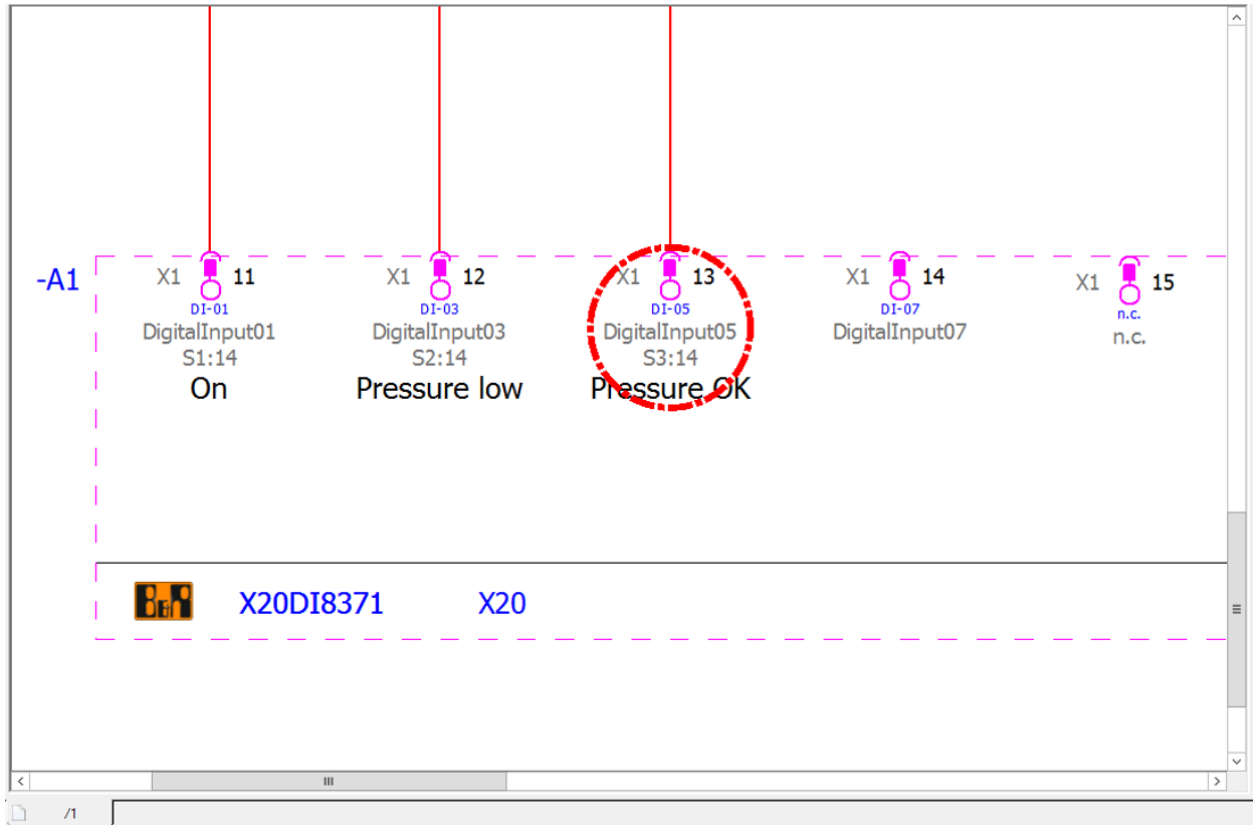 -A1
X1 11
DI-01
DigitalInput01
S1:14
On
X1 12
DI-03
DigitalInput03
S2:14
Pressure low
X1 13
DI-05
DigitalInput05
S3:14
Pressure OK
X1 14
DI-07
DigitalInput07
X1 15
n.c.
n.c.
B&R X20DI8371 X20
/1